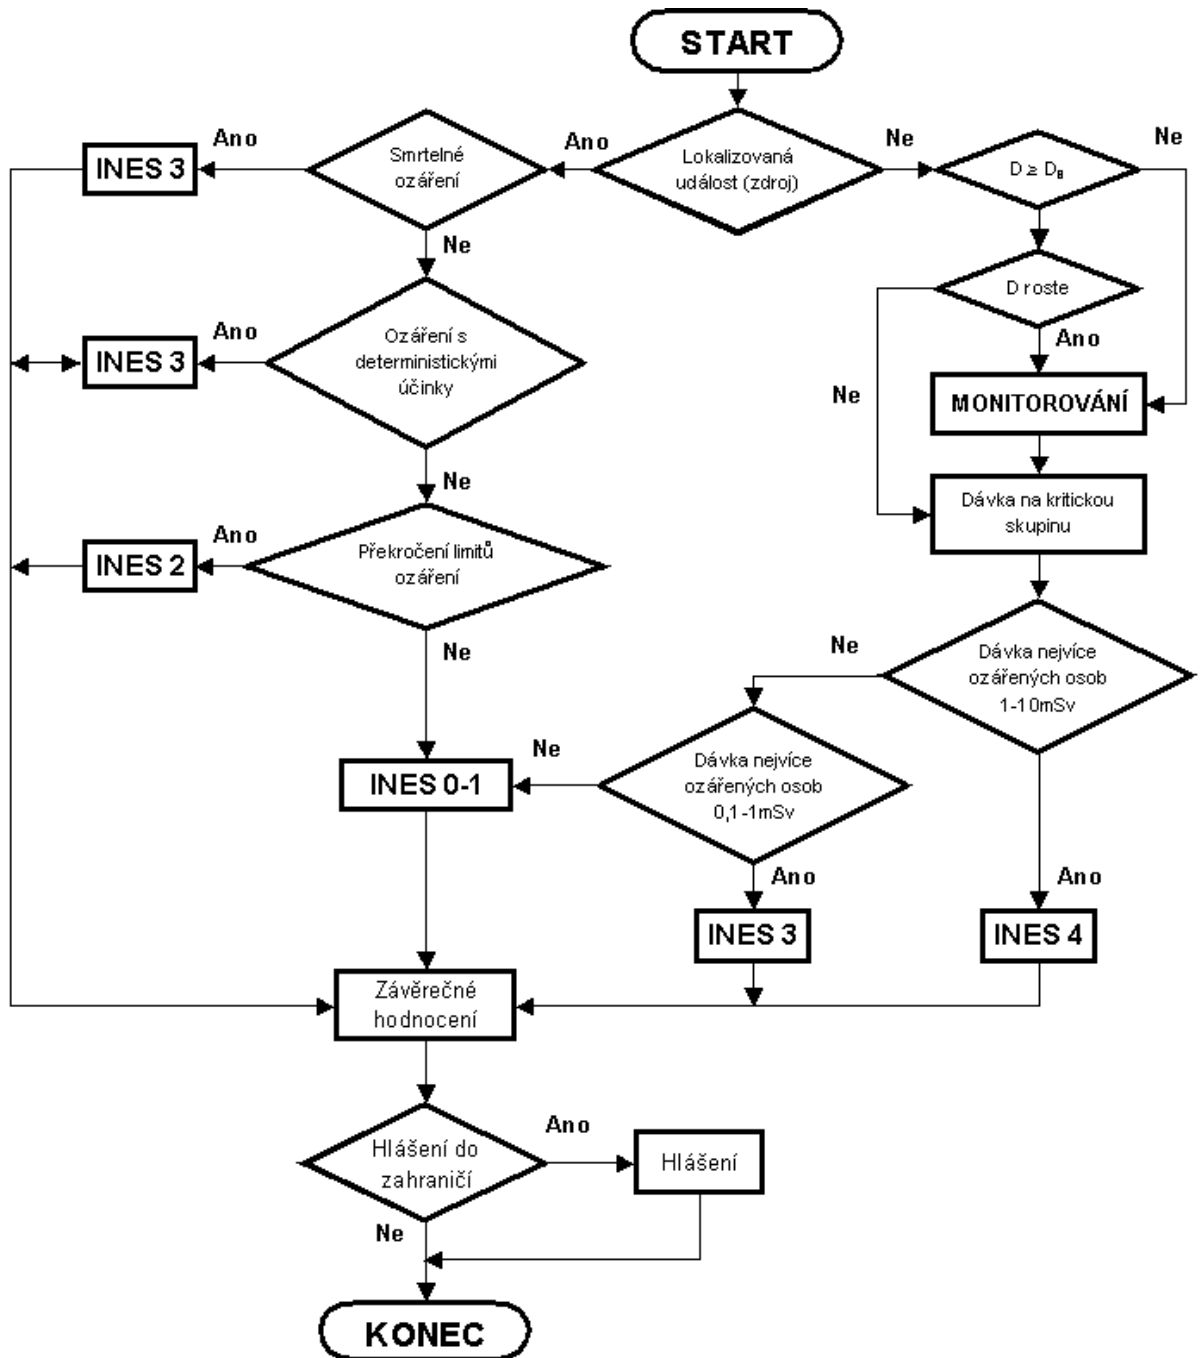 START
Ano
Smrtelné
ozáření
Ano
Lokalizovaná
událost (zdroj)
Ne
D ≥ D
Ne
INES 3
Ne
D roste
Ano
INES 3
Ozáření s
deterministickými
účinky
Ano
Ne
MONITOROVÁNÍ
Ne
Dávka na kritickou
skupinu
Ano
INES 2
Překročení limitů
ozáření
Ne
Ne
Dávka nejvíce
ozářených osob
1-10mSv
INES 0-1
Ne
Dávka nejvíce
ozářených osob
0,1-1mSv
Ano
Ano
INES 3
INES 4
Závěrečné
hodnocení
Hlášení do
zahraničí
Ano
Hlášení
Ne
KONEC